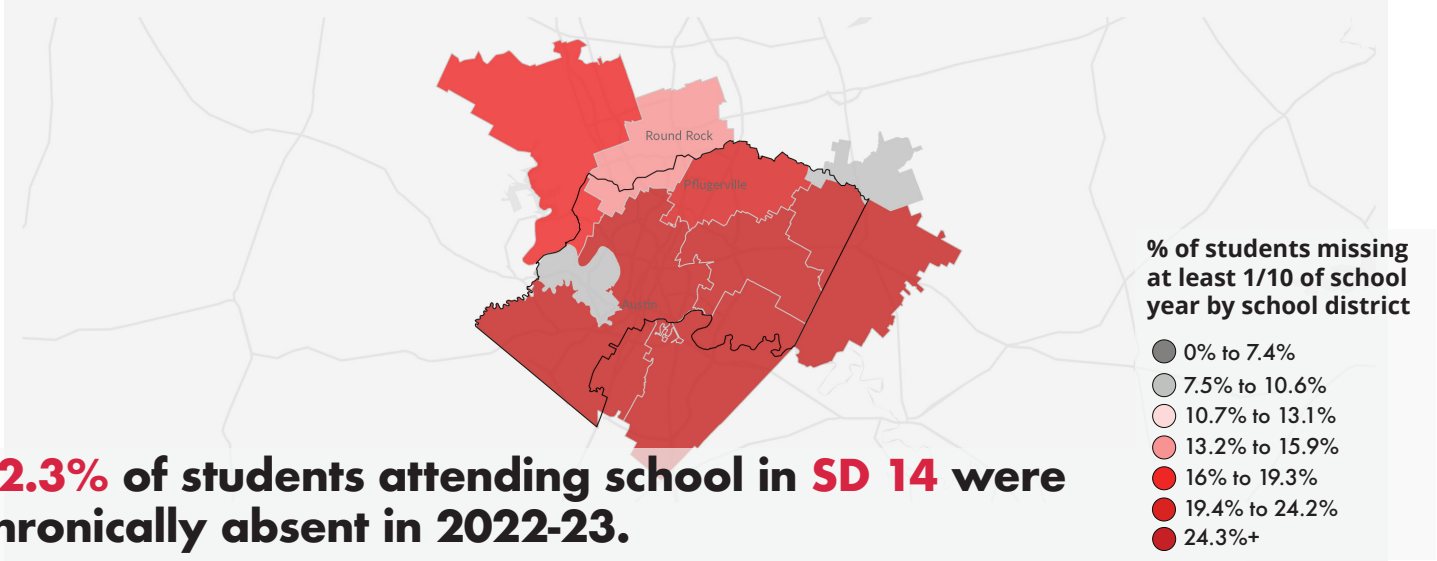 Round Rock
Pflugerville
Austin
% of students missing
at least 1/10 of school
year by school district
0% to 7.4%
7.5% to 10.6%
10.7% to 13.1%
13.2% to 15.9%
16% to 19.3%
19.4% to 24.2%
24.3%+
2.3% of students attending school in SD 14 were
hronically absent in 2022-23.